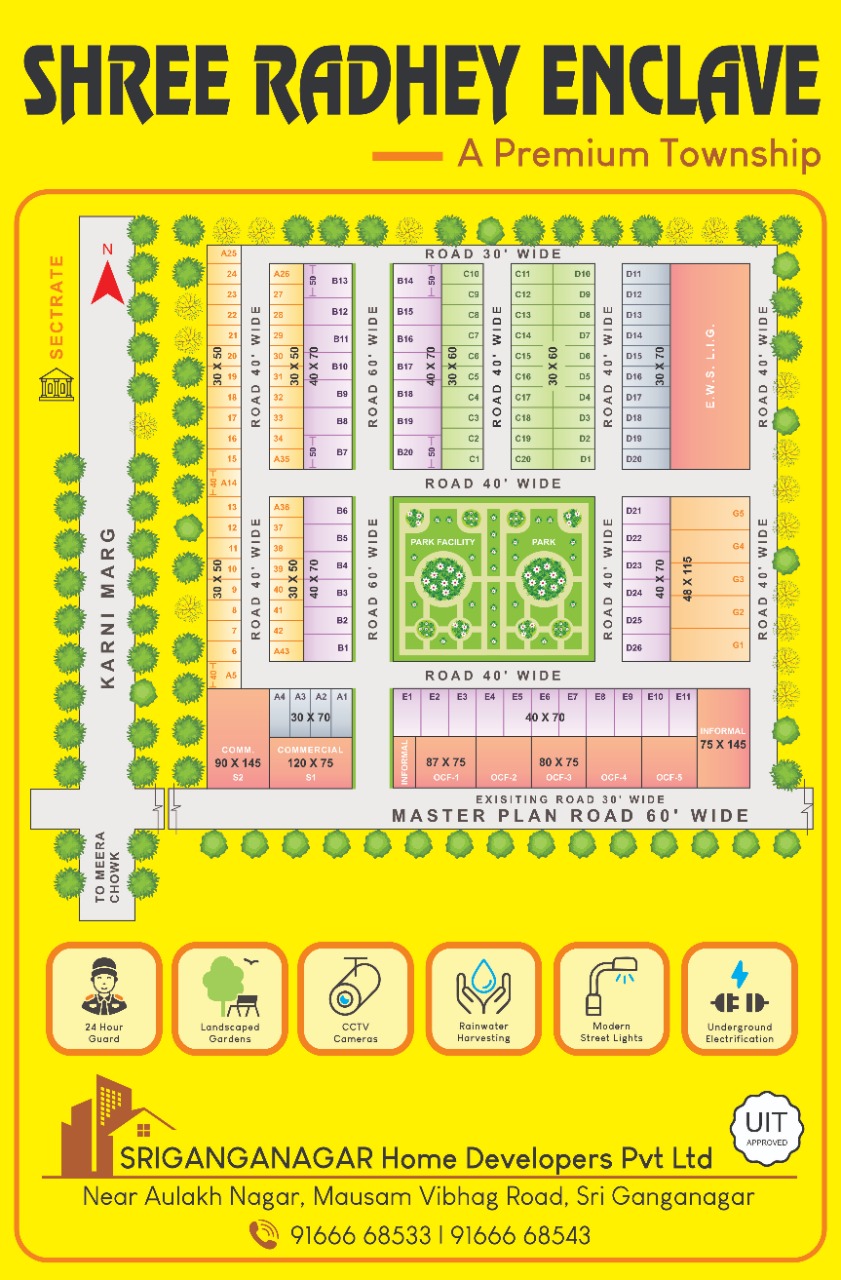 SHREE RADHEY ENCLAVE
A Premium Township
SECTRATE
N
KARNI MARG
TO MEERA
CHOWK
ROAD 30' WIDE
A25
24
23
22
21
20
19
18
17
16
15
30 X 50
40
A14
13
12
11
10
9
8
7
6
30 X 50
40
A5
ROAD 40' WIDE
ROAD 40' WIDE
A26
27
28
29
30
31
32
33
34
A35
30 X 50
50
B13
B12
B11
B10
B9
B8
B7
40 X 70
50
ROAD 60' WIDE
B14
B15
B16
B17
B18
B19
B20
50
40 X 70
50
C10
C9
C8
C7
C6
C5
C4
C3
C2
C1
30 X 60
ROAD 40' WIDE
C11
C12
C13
C14
C15
C16
C17
C18
C19
C20
30 X 60
D10
D9
D8
D7
D6
D5
D4
D3
D2
D1
ROAD 40' WIDE
D11
D12
D13
D14
D15
D16
D17
D18
D19
D20
30 X 70
E.W.S. L.I.G.
ROAD 40' WIDE
ROAD 40' WIDE
A36
37
38
39
40
41
42
A43
30 X 50
B6
B5
B4
B3
B2
B1
40 X 70
ROAD 60' WIDE
PARK FACILITY
PARK
ROAD 40' WIDE
D21
D22
D23
D24
D25
D26
40 X 70
G5
G4
G3
G2
G1
48 X 115
ROAD 40' WIDE
ROAD 40' WIDE
A4 A3 A2 A1
30 X 70
COMM.
90 X 145
S2
COMMERCIAL
120 X 75
S1
E1 E2 E3 E4 E5 E6 E7 E8 E9 E10 E11
40 X 70
INFORMAL
87 X 75
OCF-1
OCF-2
80 X 75
OCF-3
OCF-4
OCF-5
INFORMAL
75 X 145
EXISITING ROAD 30' WIDE
MASTER PLAN ROAD 60' WIDE
24 Hour
Guard
Landscaped
Gardens
CCTV
Cameras
Rainwater
Harvesting
Modern
Street Lights
Underground
Electrification
UIT
APPROVED
SRIGANGANAGAR Home Developers Pvt Ltd
Near Aulakh Nagar, Mausam Vibhag Road, Sri Ganganagar
91666 68533 | 91666 68543